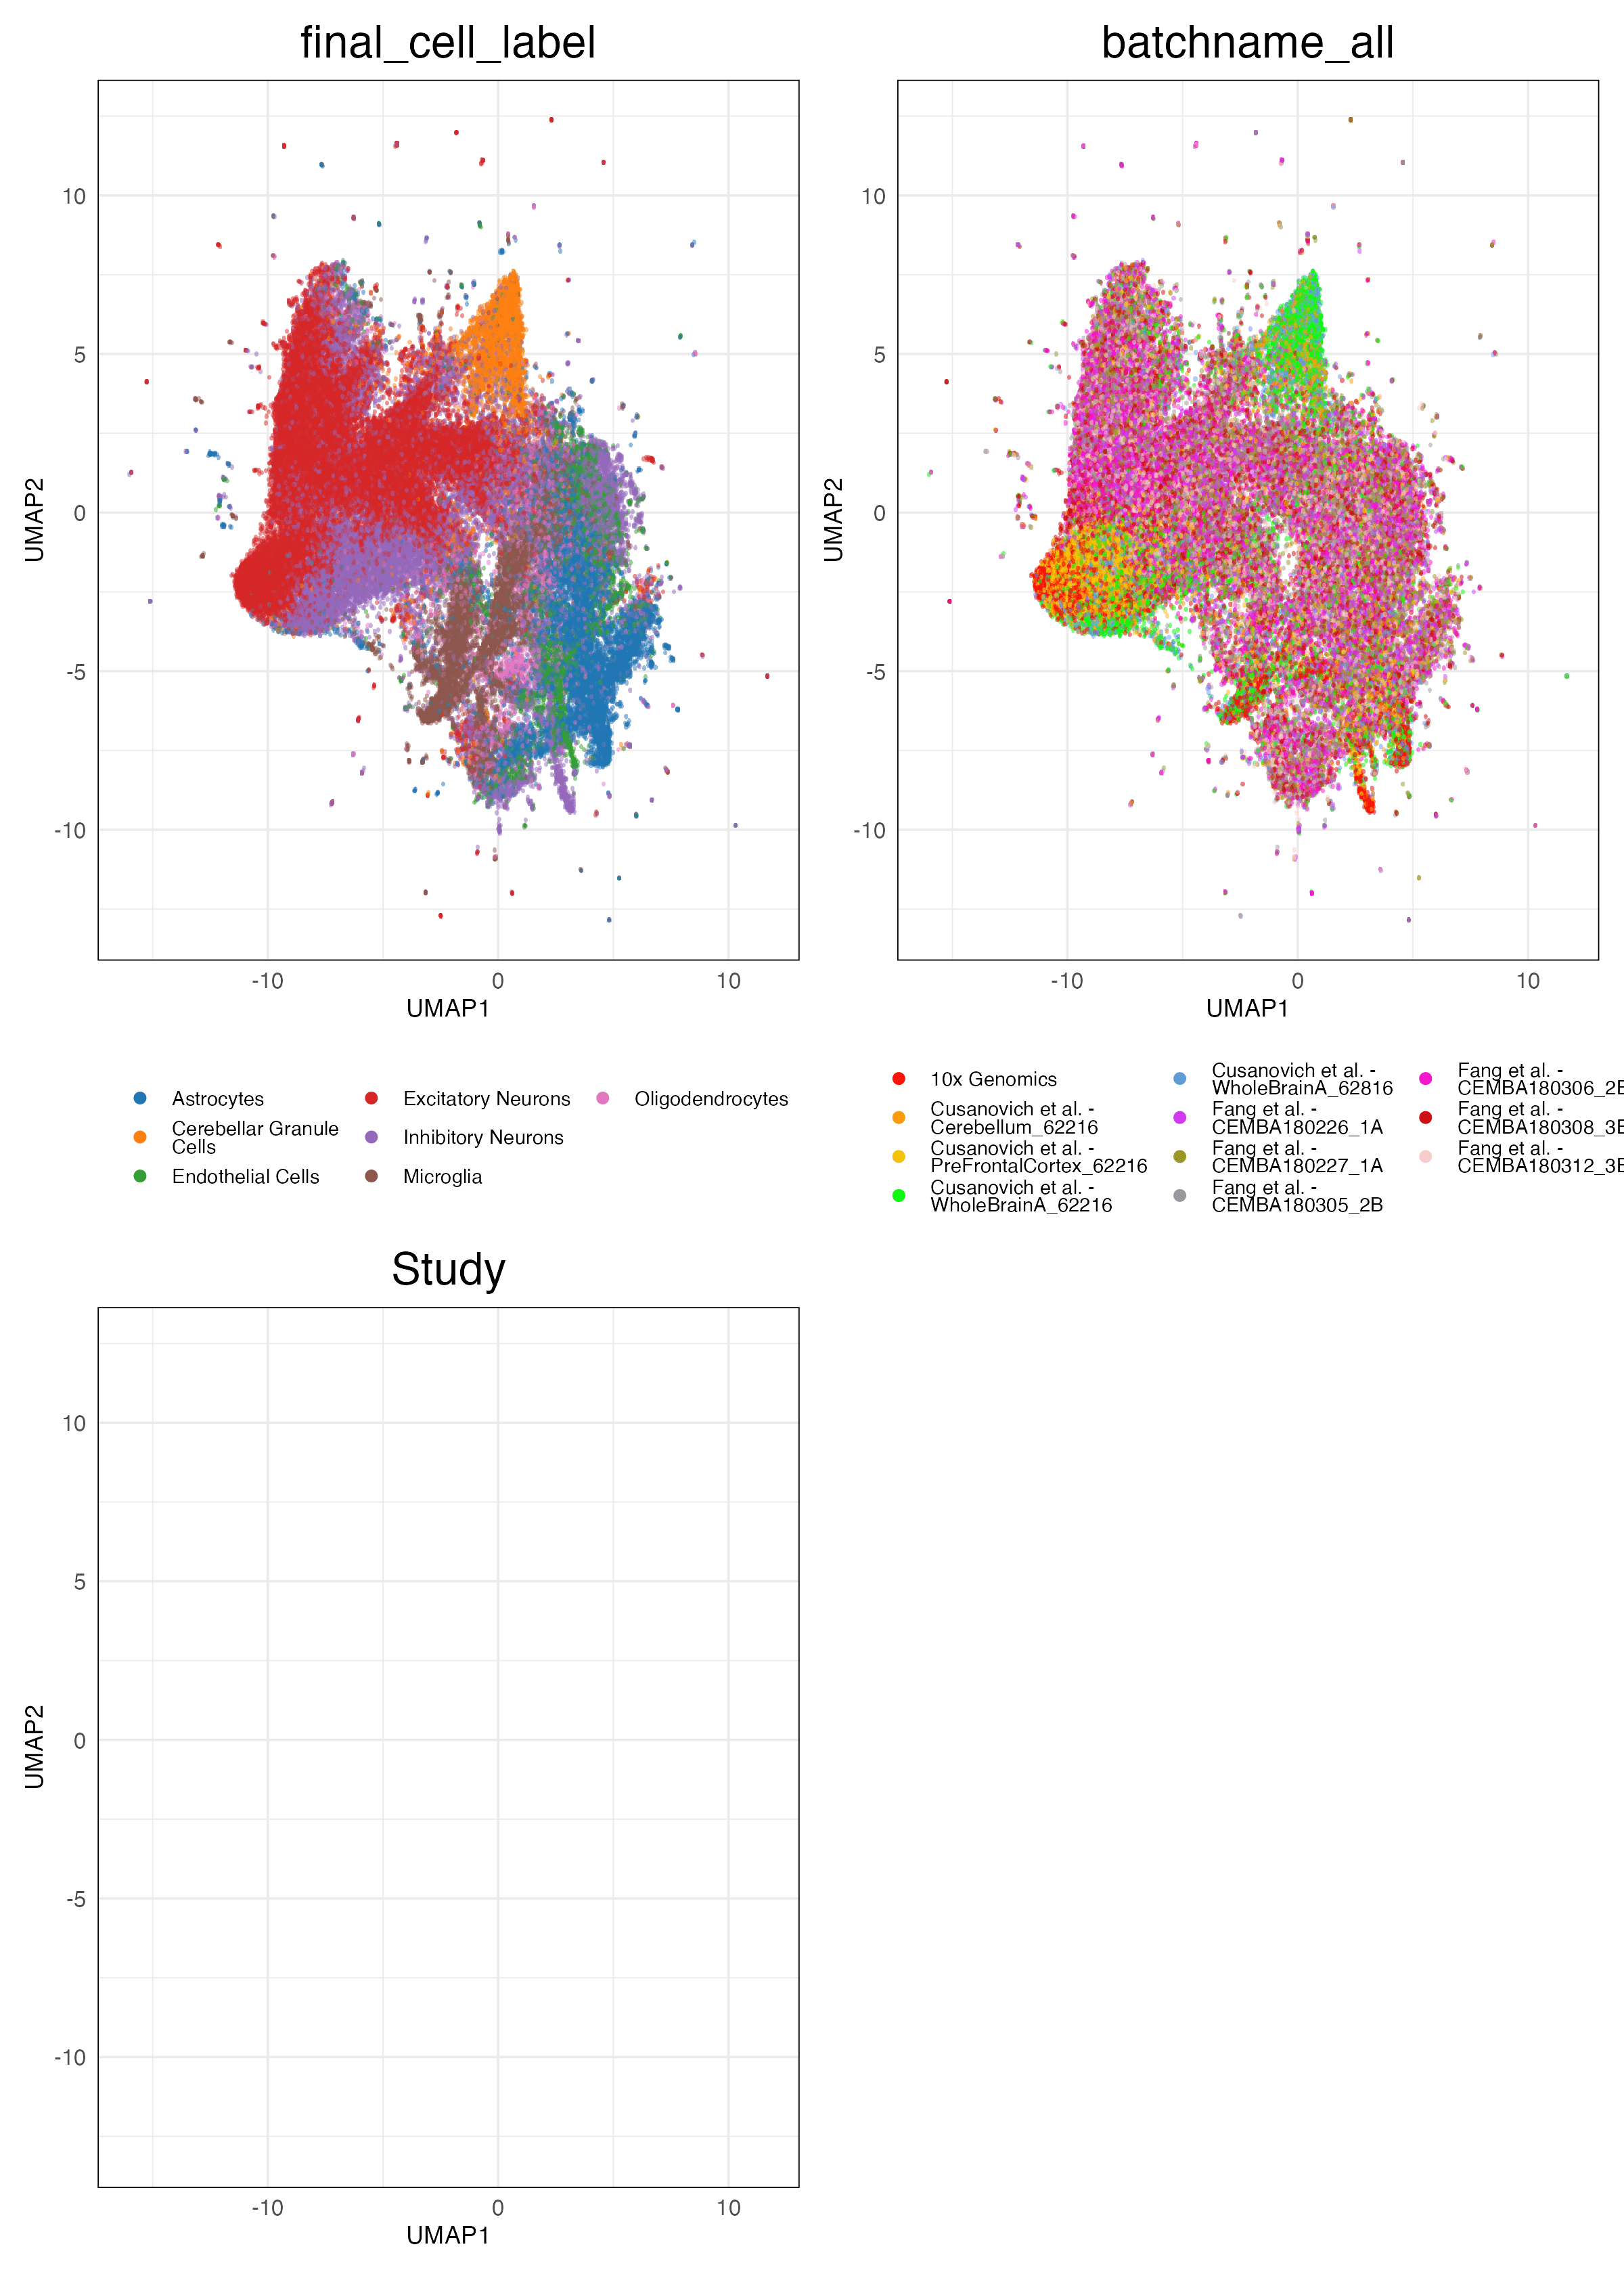 final_cell_label
batchname_all
10
5
0
-5
-10
UMAP2
-10 0 10
UMAP1
10
5
0
-5
-10
UMAP2
-10 0 10
UMAP1
Astrocytes
Cerebellar Granule
Cells
Endothelial Cells
Excitatory Neurons
Inhibitory Neurons
Microglia
Oligodendrocytes
10x Genomics
Cusanovich et al. -
Cerebellum_62216
Cusanovich et al. -
PreFrontalCortex_62216
Cusanovich et al. -
WholeBrainA_62216
Cusanovich et al. -
WholeBrainA_62816
Fang et al. -
CEMBA180226_1A
Fang et al. -
CEMBA180227_1A
Fang et al. -
CEMBA180305_2B
Fang et al. -
CEMBA180306_2
Fang et al. -
CEMBA180308_3
Fang et al. -
CEMBA180312_3
Study
10
5
0
-5
-10
UMAP2
-10 0 10
UMAP1